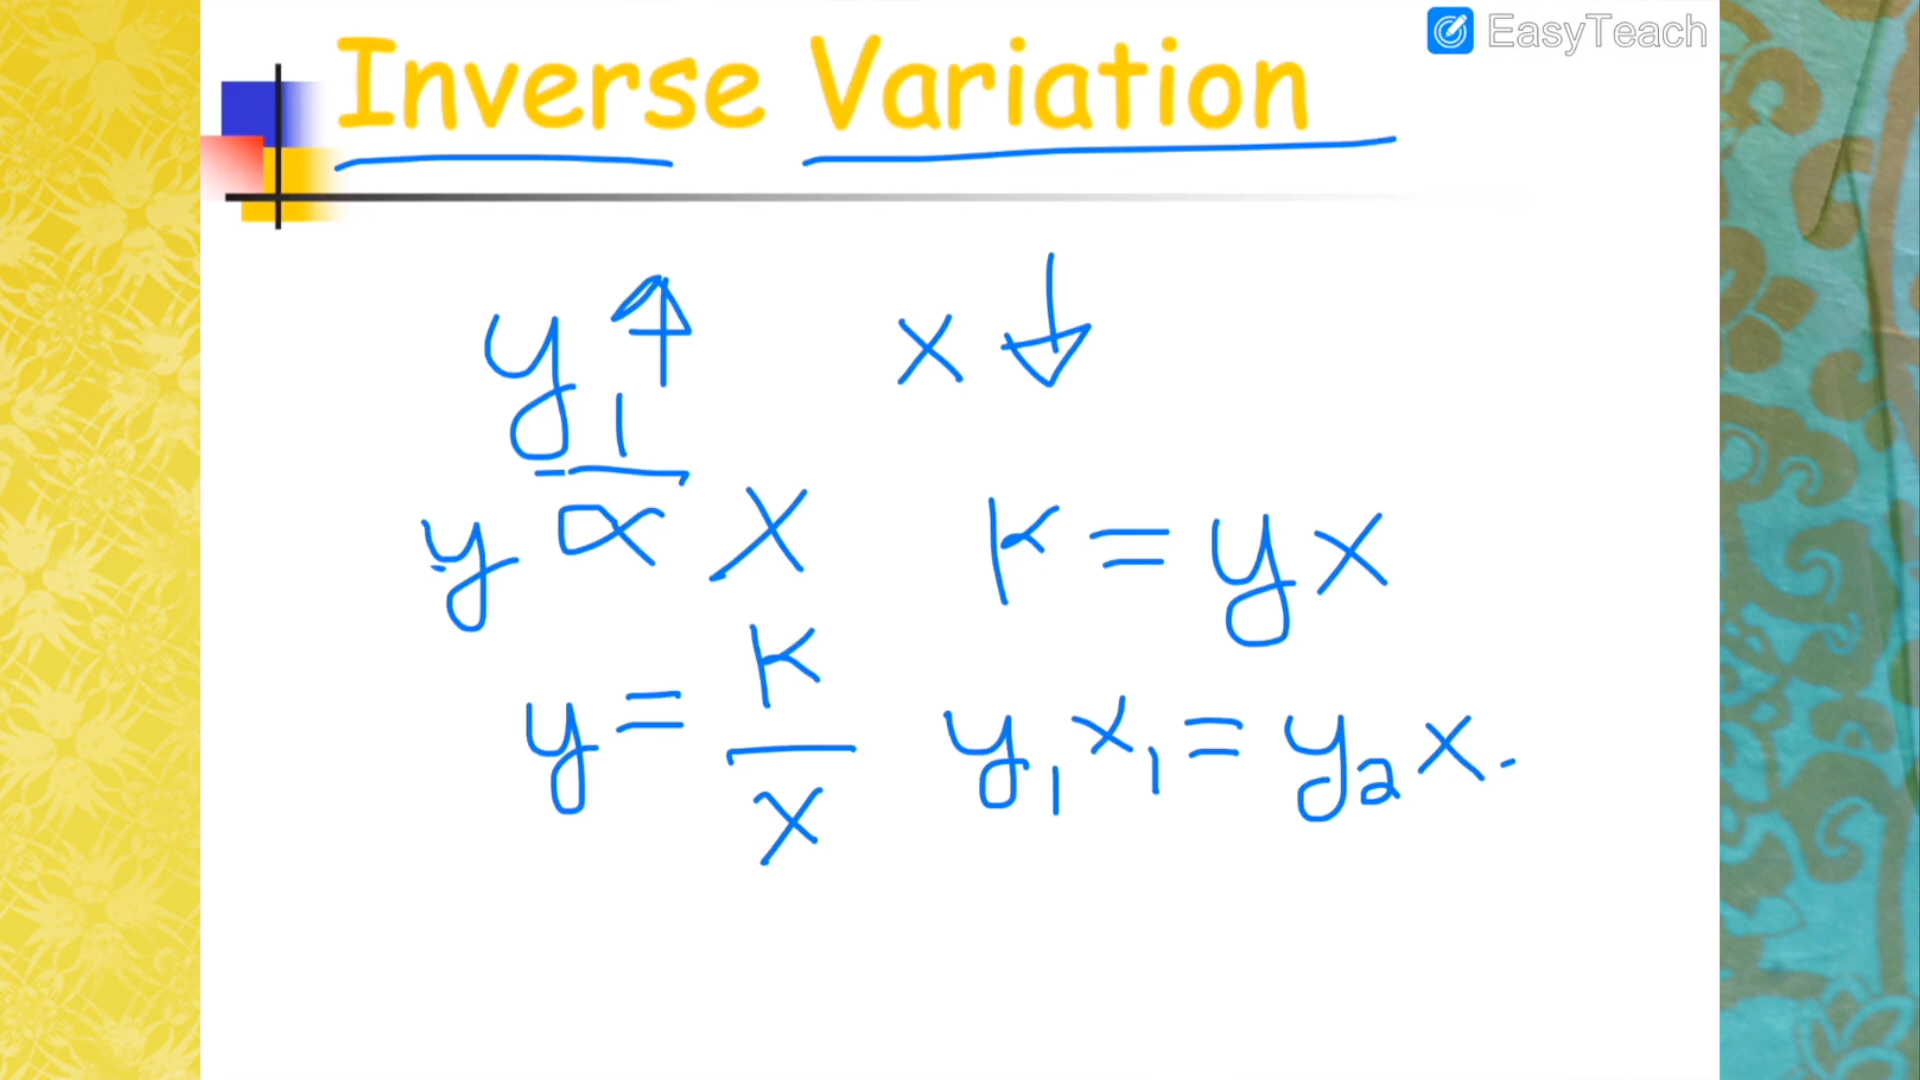 EasyTeach
Inverse Variation
y ↑ x ↓
1
y ∝ x K = yx
y = K/x y₁x₁ = y₂x.